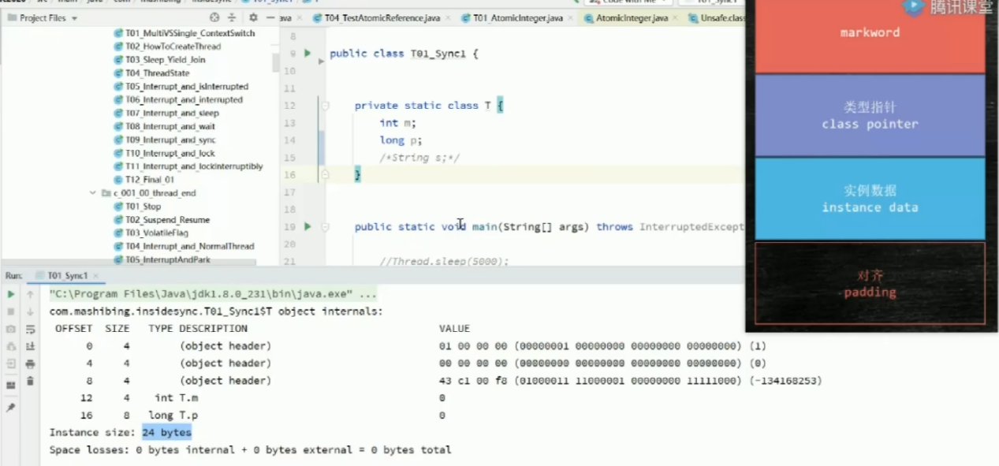 Project Files
T04_TestAtomicReference.java
T01_AtomicInteger.java
AtomicInteger.java
Unsafe.class
T01_MultiVSSingle_ContextSwitch
T02_HowToCreateThread
T03_Sleep_Yield_Join
T04_ThreadState
T05_Interrupt_and_isInterrupted
T06_Interrupt_and_interrupted
T07_Interrupt_and_sleep
T08_Interrupt_and_wait
T09_Interrupt_and_sync
T10_Interrupt_and_lock
T11_Interrupt_and_lockInterruptibly
T12_Final_01
c_001_00_thread_end
T01_Stop
T02_Suspend_Resume
T03_VolatileFlag
T04_Interrupt_and_NormalThread
T05_InterruptAndPark
8
9 public class T01_Sync1 {
10
11
12 private static class T {
13 int m;
14 long p;
15 /*String s;*/
16 }
17
18
19 public static void main(String[] args) throws InterruptedExcept
20
21 //Thread.sleep(5000);
腾讯课堂
markword
类型指针
class pointer
实例数据
instance data
对齐
padding
Run: T01_Sync1
"C:\Program Files\Java\jdk1.8.0_231\bin\java.exe" ...
com.mashibing.insidesync.T01_Sync1$T object internals:
OFFSET SIZE TYPE DESCRIPTION VALUE
0 4 (object header) 01 00 00 00 (00000001 00000000 00000000 00000000) (1)
4 4 (object header) 00 00 00 00 (00000000 00000000 00000000 00000000) (0)
8 4 (object header) 43 c1 00 f8 (01000011 11000001 00000000 11111000) (-134168253)
12 4 int T.m 0
16 8 long T.p 0
Instance size: 24 bytes
Space losses: 0 bytes internal + 0 bytes external = 0 bytes total